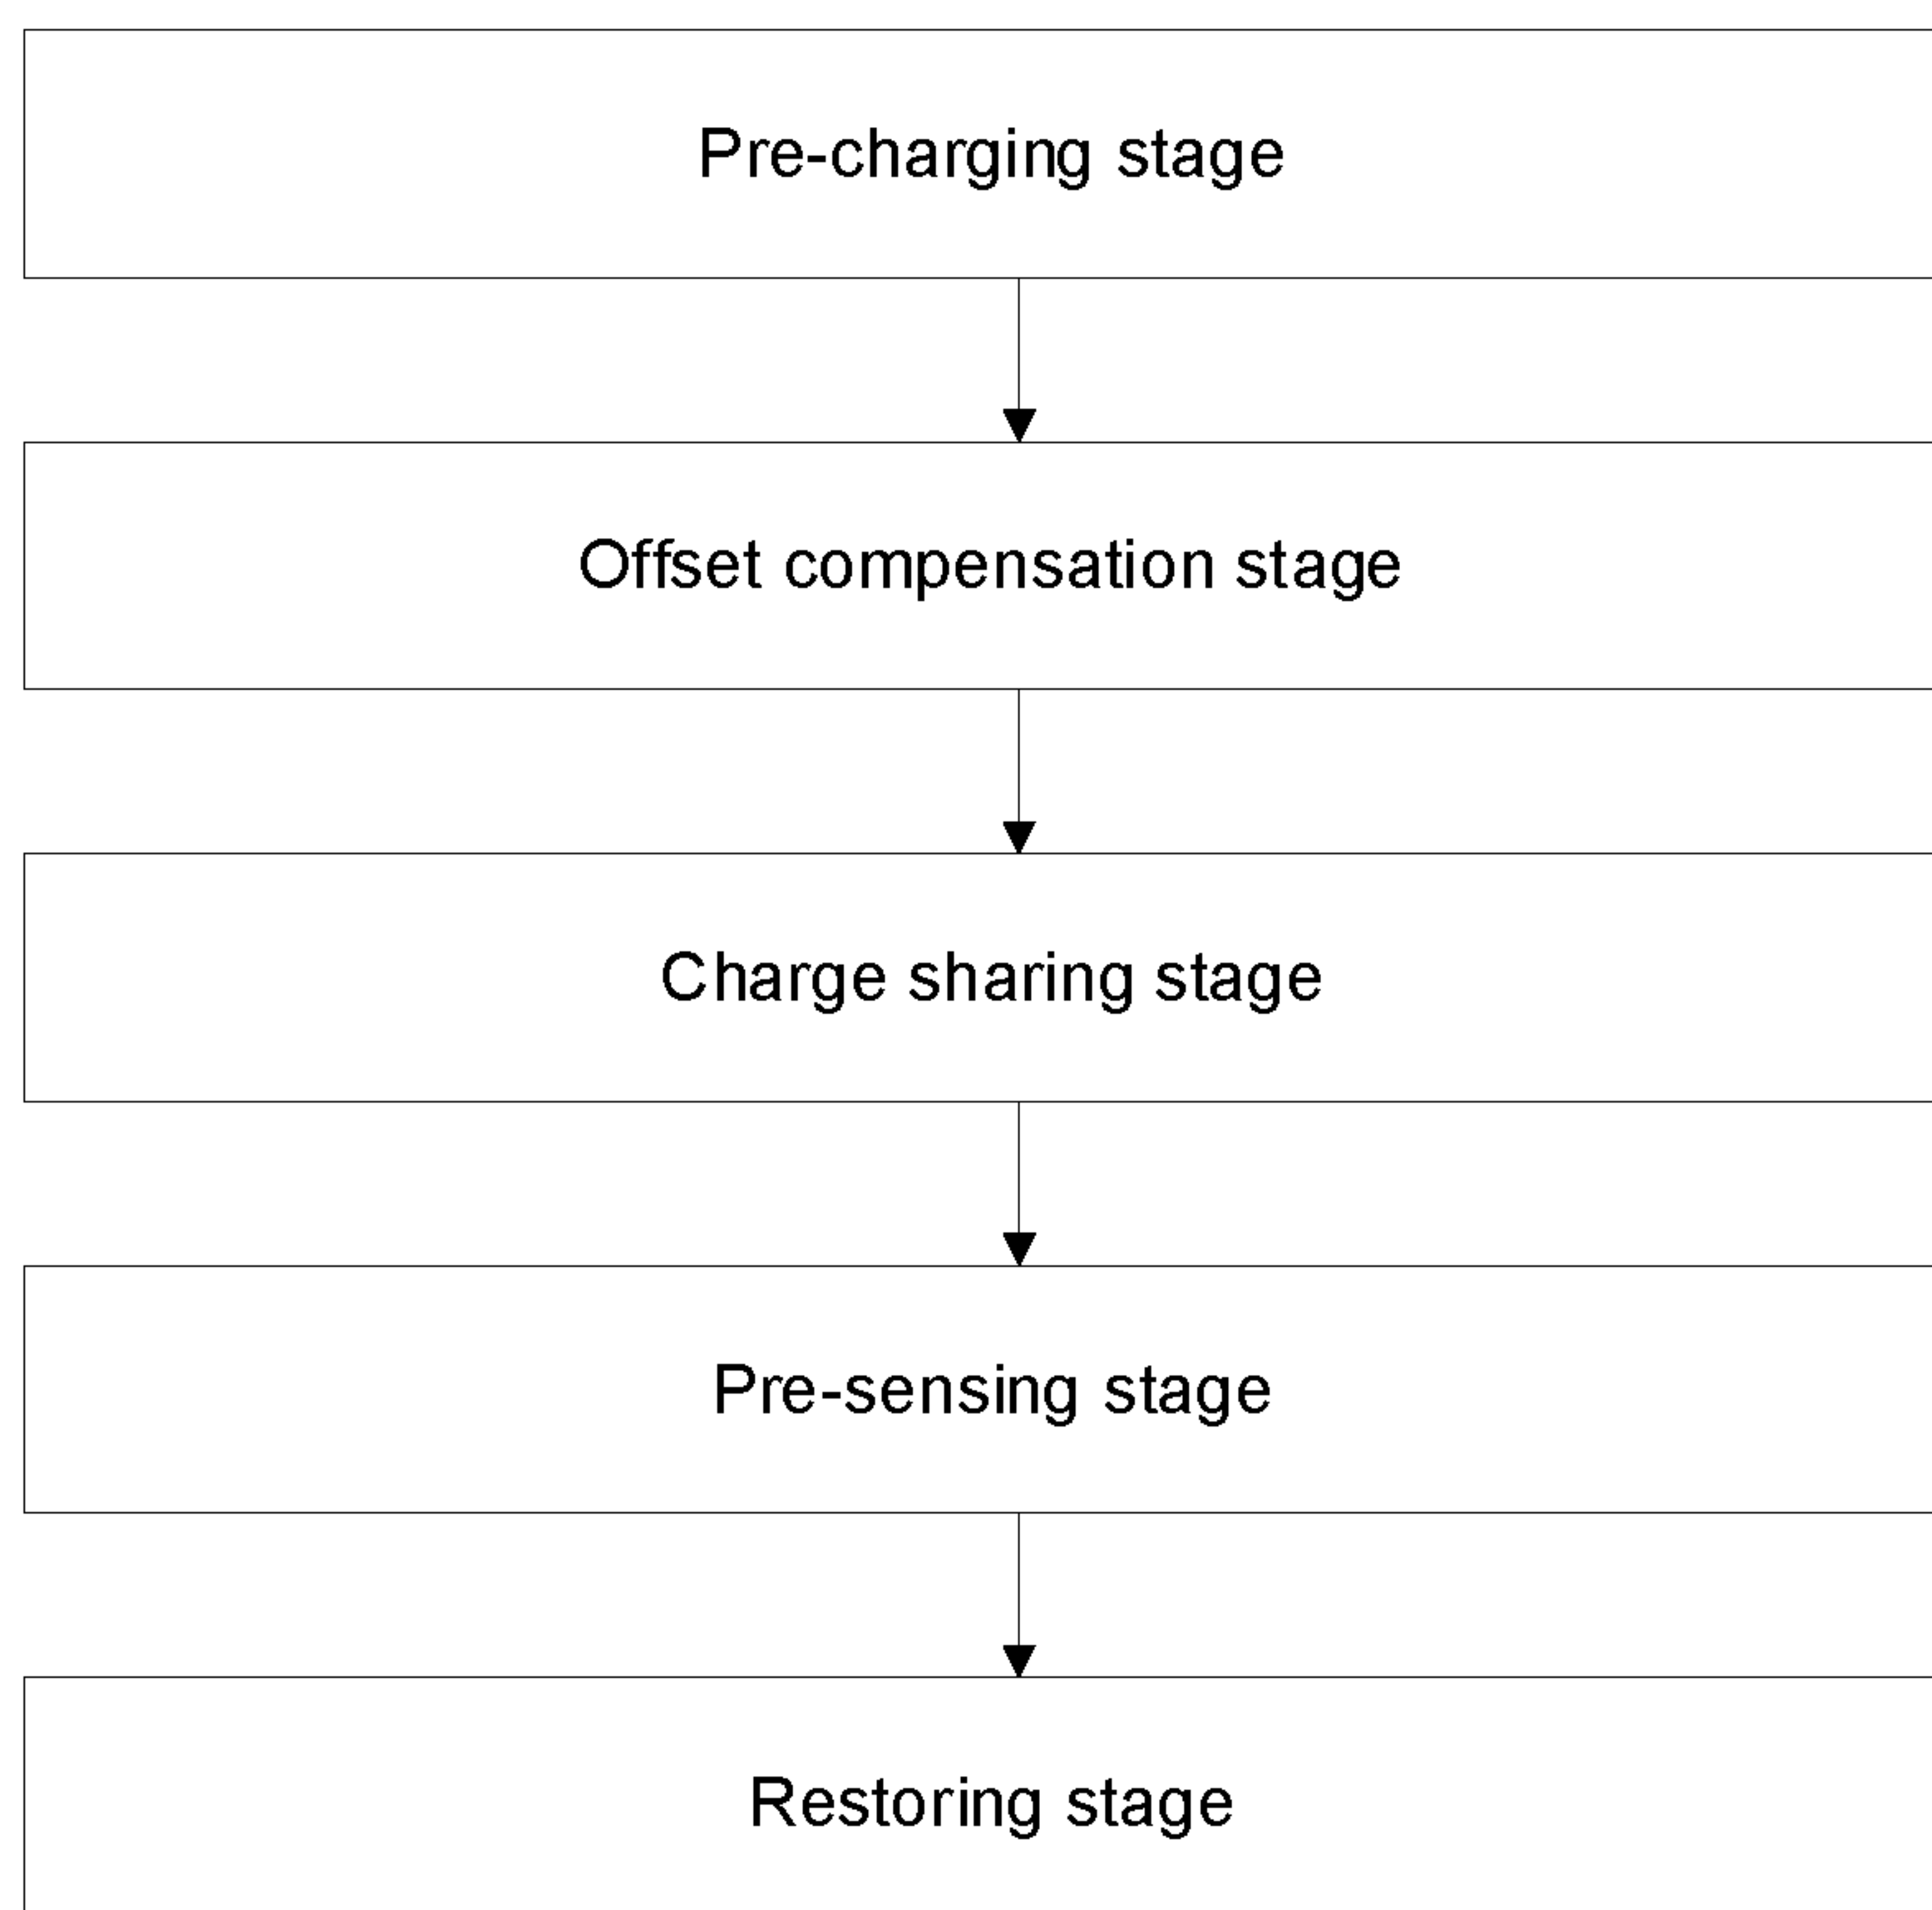 Pre-charging stage
Offset compensation stage
Charge sharing stage
Pre-sensing stage
Restoring stage